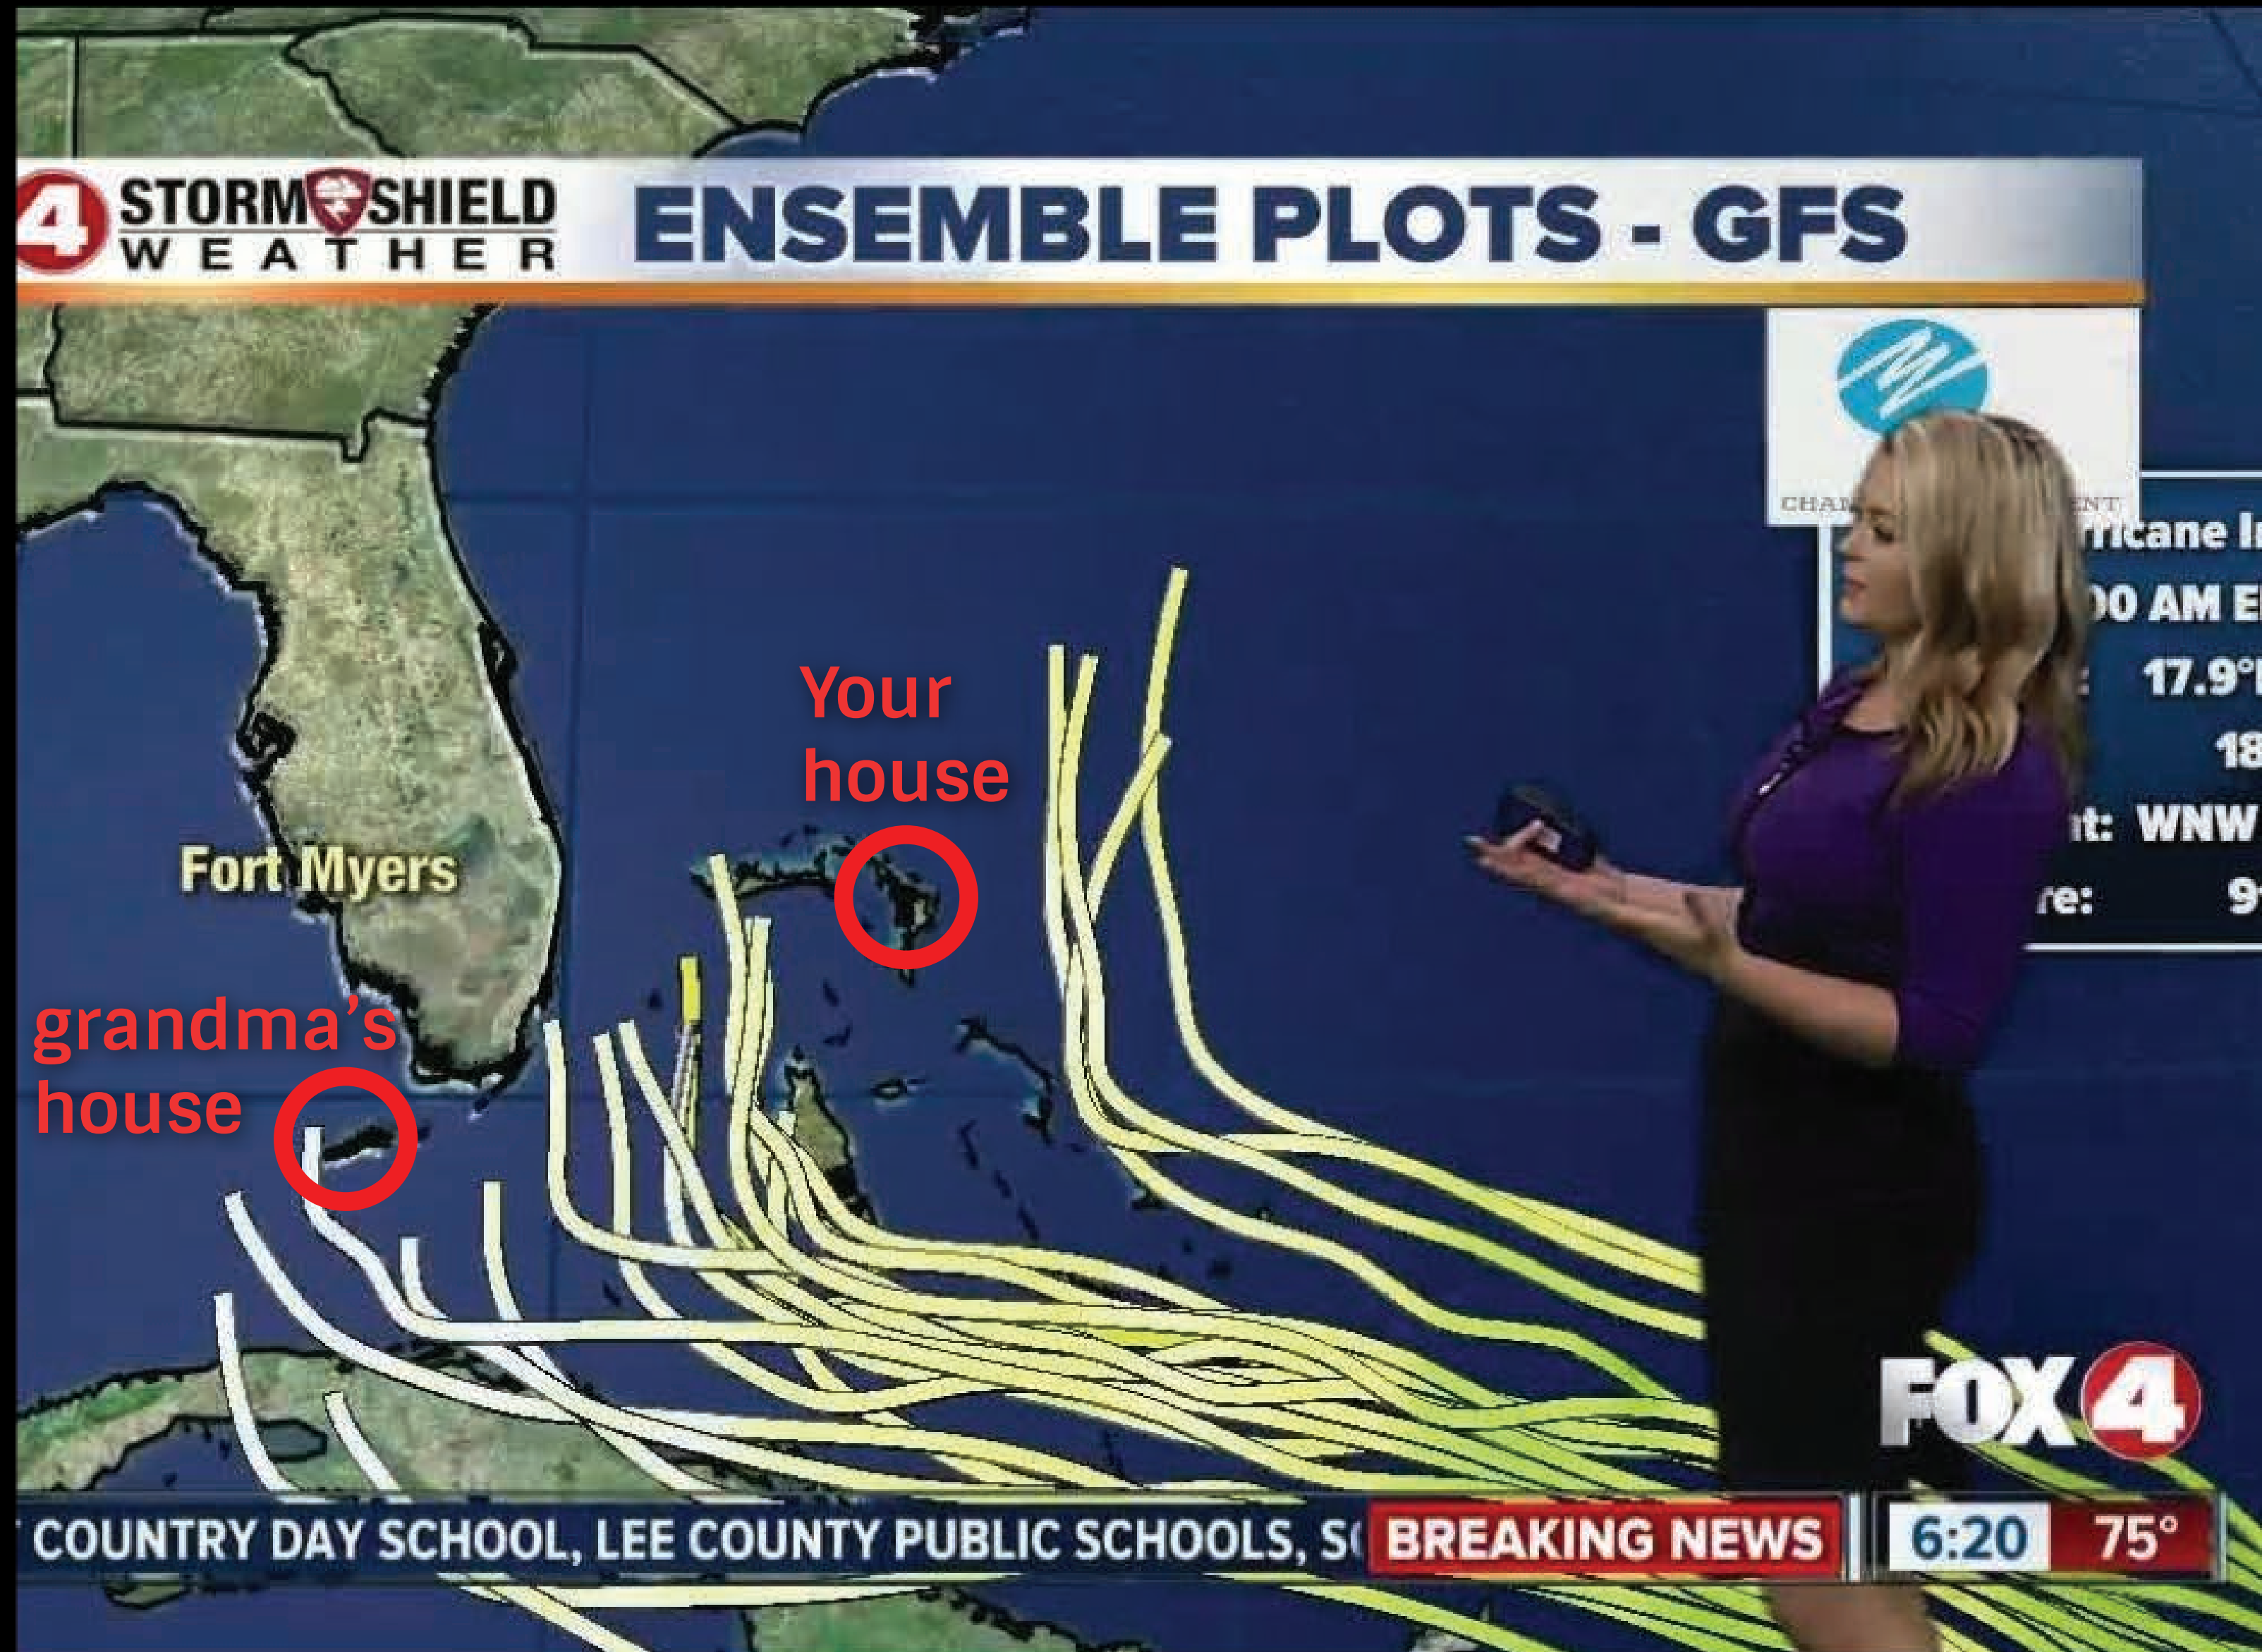 4 STORM SHIELD
WEATHER
ENSEMBLE PLOTS - GFS
Your
house
Fort Myers
grandma's
house
17.9°
18
WNW
FOX 4
COUNTRY DAY SCHOOL, LEE COUNTY PUBLIC SCHOOLS,
BREAKING NEWS
6:20 75°